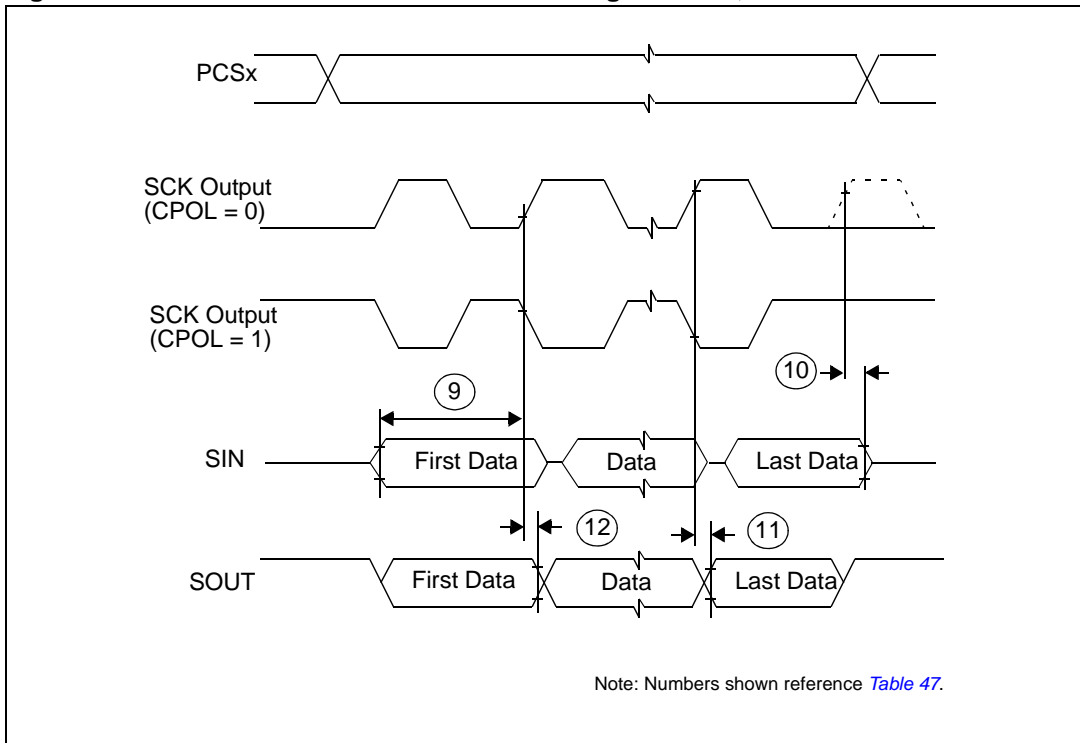 PCSx
SCK Output
(CPOL = 0)
SCK Output
(CPOL = 1)
10
9
SIN
First Data
Data
Last Data
12
11
SOUT
First Data
Data
Last Data
Note: Numbers shown reference Table 47.